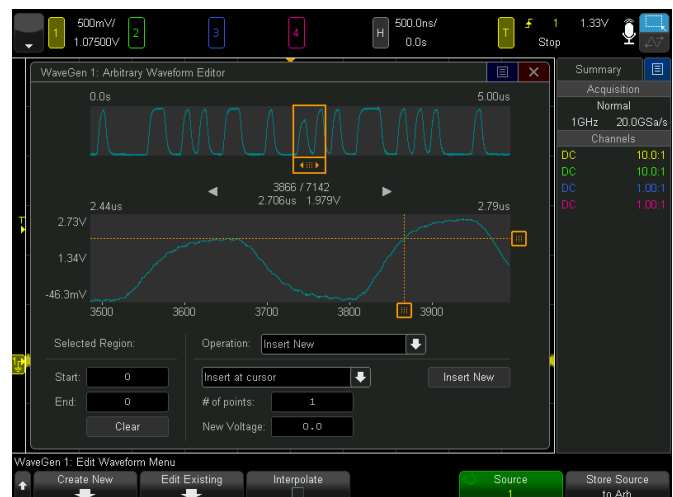 1 500mV/ 2 3 4 H 500.0ns/ T 1 1.33V
1.07500V 0.0s Stop
WaveGen 1: Arbitrary Waveform Editor
Summary
Acquisition
Normal
1GHz 20.0GSa/s
Channels
DC 10.0:1
DC 10.0:1
DC 1.00:1
DC 1.00:1
0.0s 5.00us
3866 / 7142
2.706us 1.979V
2.44us 2.79us
T
2.73V
1.34V
-46.3mV
3500 3600 3700 3800 3900
Selected Region:
Operation: Insert New
Start: 0
Insert at cursor
Insert New
End: 0
# of points: 1
Clear
New Voltage: 0.0
WaveGen 1: Edit Waveform Menu
Create New
Edit Existing
Interpolate
Source
1
Store Source
to Arb